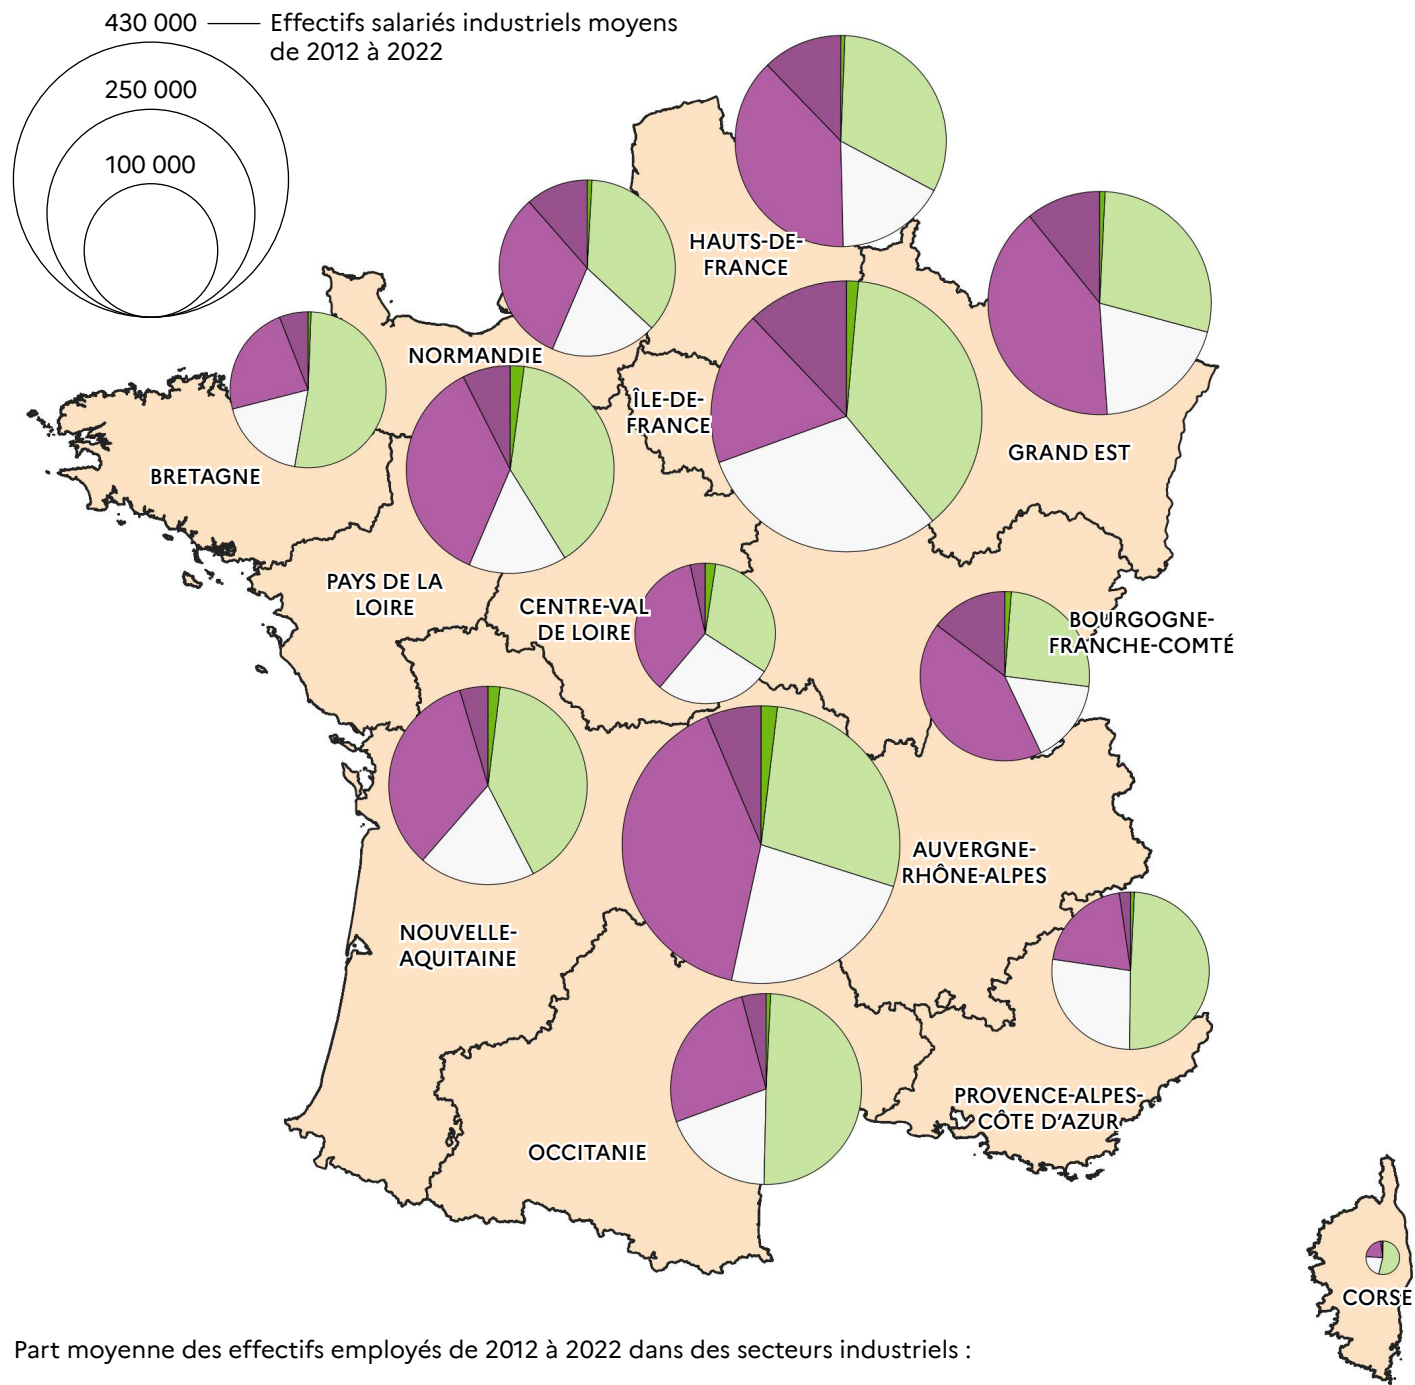 430 000
Effectifs salariés industriels moyens
de 2012 à 2022
250 000
100 000
HAUTS-DE-
FRANCE
NORMANDIE
ÎLE-DE-
FRANCE
GRAND EST
BRETAGNE
PAYS DE LA
LOIRE
CENTRE-VAL
DE LOIRE
BOURGOGNE-
FRANCHE-COMTÉ
AUVERGNE-
RHÔNE-ALPES
NOUVELLE-
AQUITAINE
PROVENCE-ALPES-
CÔTE D'AZUR
OCCITANIE
CORSE
Part moyenne des effectifs employés de 2012 à 2022 dans des secteurs industriels :